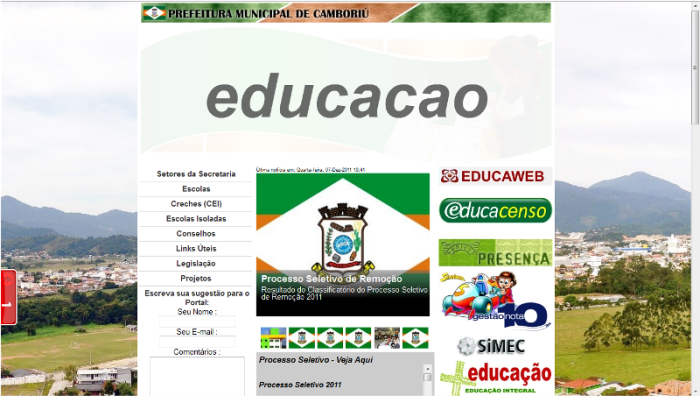 PREFEITURA MUNICIPAL DE CAMBORIÚ
educacao
Setores da Secretaria
Escolas
Creches (CEI)
Escolas Isoladas
Conselhos
Links Úteis
Legislação
Projetos
Escreva sua sugestão para o
Portal:
Seu Nome :
Seu E-mail :
Comentários :
Última notícia em: Quarta-feira, 07-Dez-2011 10:41
Processo Seletivo de Remoção
Resultado do Classificatório do Processo Seletivo
de Remoção 2011
Processo Seletivo - Veja Aqui
Processo Seletivo 2011
EDUCAWEB
educacenso
PRESENÇA
gestão nota 10
SiMEC
educação
EDUCAÇÃO INTEGRAL
1